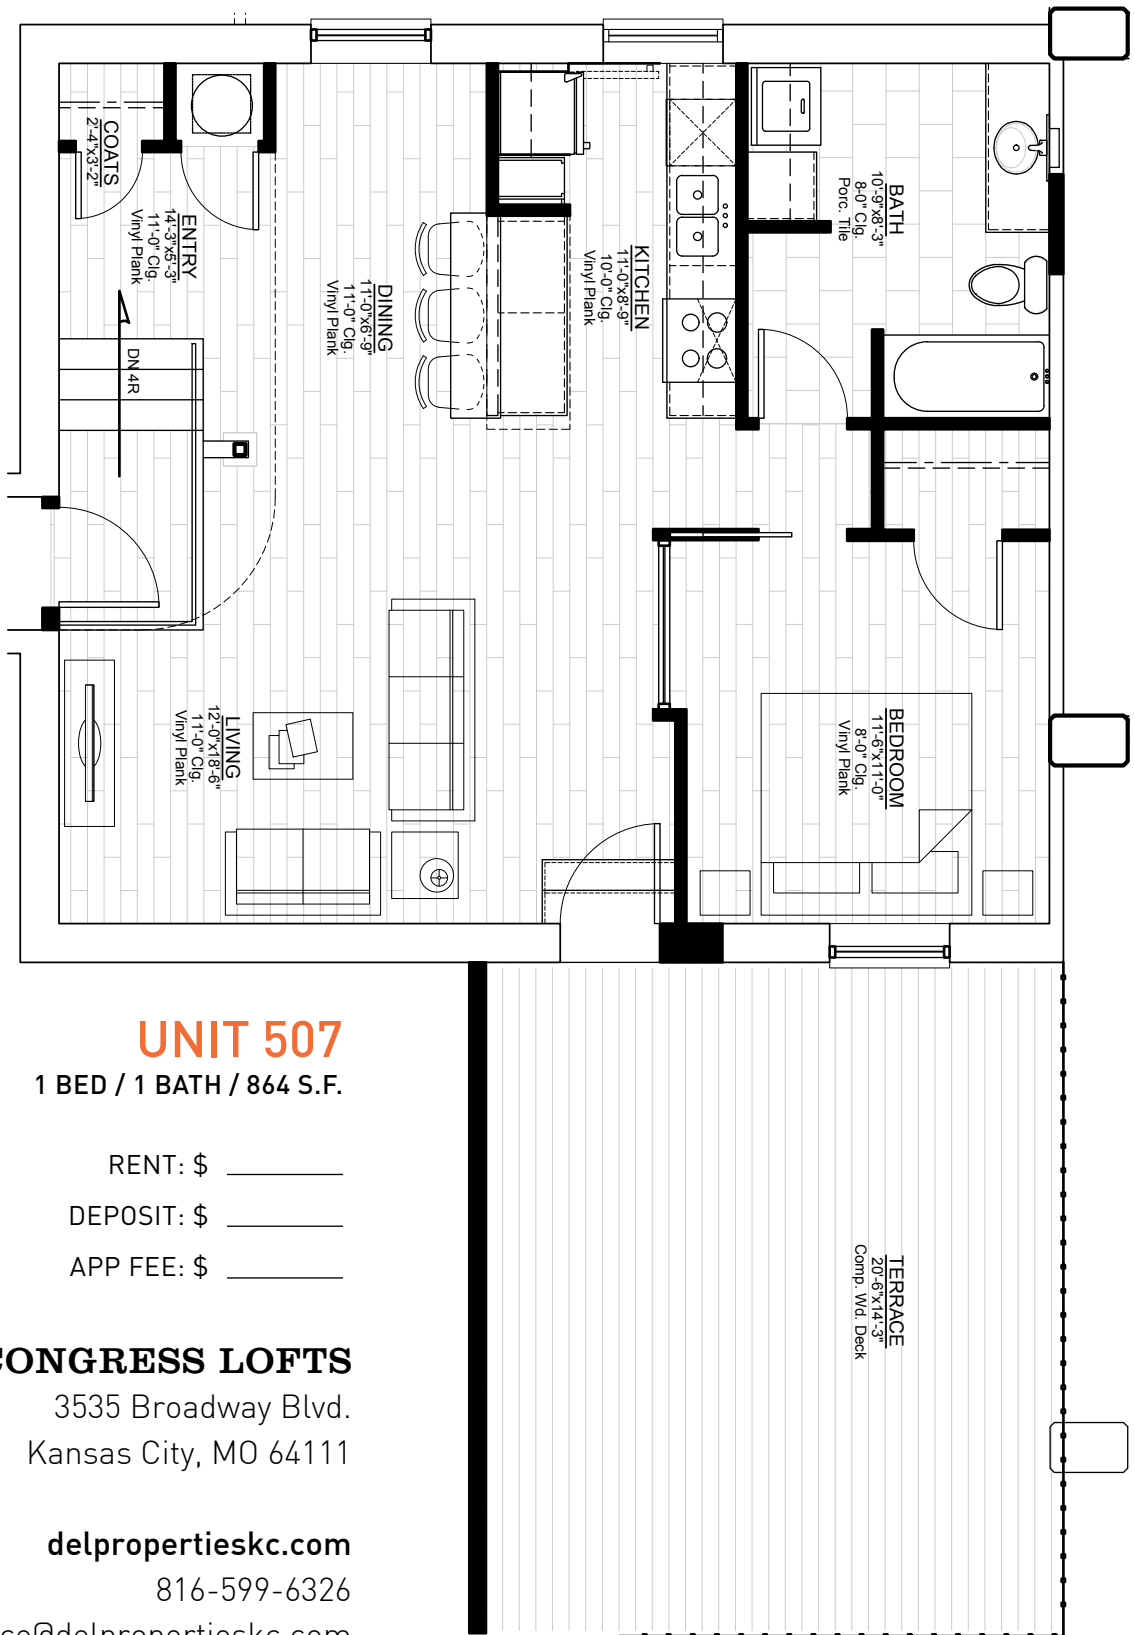 COATS
2'-4"x3'-2"
ENTRY
14'-3"x5'-3"
11'-0" Clg.
Vinyl Plank
DN 4R
DINING
11'-0"x6'-9"
11'-0" Clg.
Vinyl Plank
KITCHEN
11'-0"x8'-9"
10'-0" Clg.
Vinyl Plank
BATH
10'-9"x8'-3"
8-0" Clg.
Porc. Tile
LIVING
12'-0"x18'-6"
11'-0" Clg.
Vinyl Plank
BEDROOM
11'-6"x11'-0"
8'-0" Clg.
Vinyl Plank
TERRACE
20'-6"x14'-3"
Comp. Wd. Deck
UNIT 507
1 BED / 1 BATH / 864 S.F.
RENT: $
DEPOSIT: $
APP FEE: $
CONGRESS LOFTS
3535 Broadway Blvd.
Kansas City, MO 64111
delpropertieskc.com
816-599-6326
@delpropertieskc.com